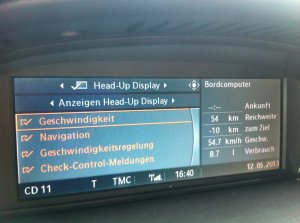 Head-Up Display
Anzeigen Head-Up Display
Geschwindigkeit
Navigation
Geschwindigkeitsregelung
Check-Control-Meldungen
Bordcomputer
--:-- Ankunft
54 km Reichweite
-10 km zum Ziel
54.7 km/h Geschw.
8.7 l Verbrauch
CD 11 T TMC 16:40 12.05.2013